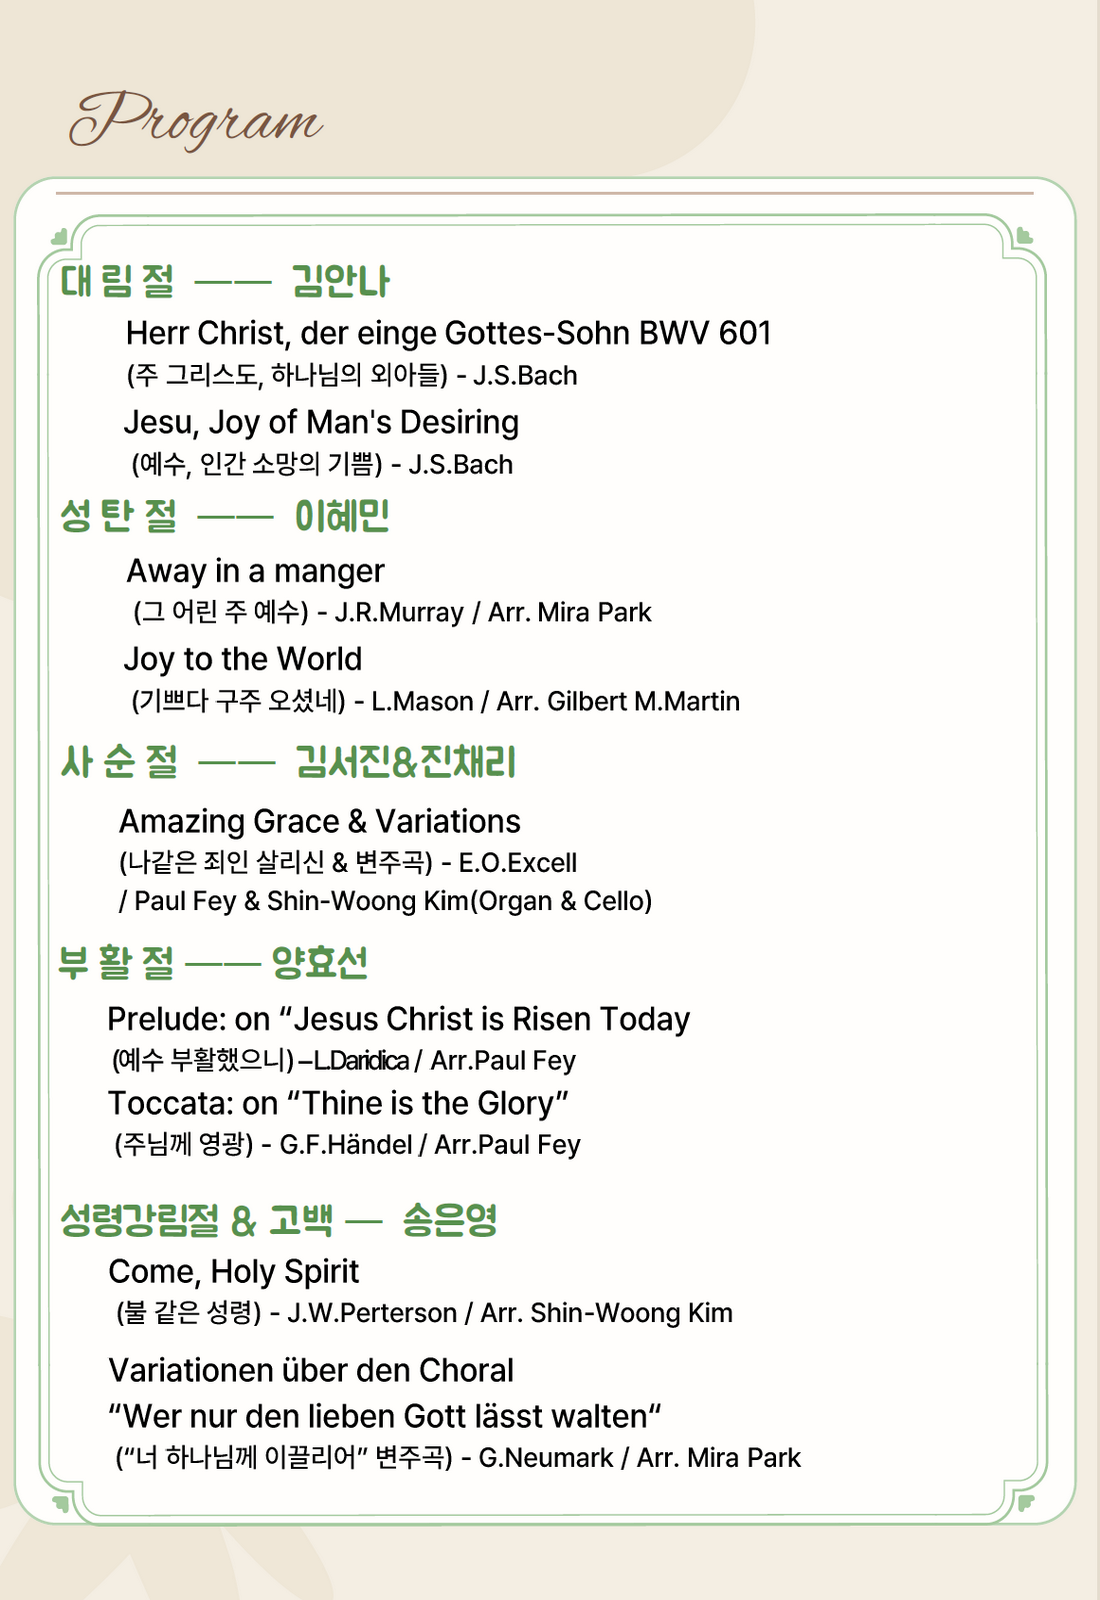 Program
대 림 절 —— 김안나
Herr Christ, der einge Gottes-Sohn BWV 601
(주 그리스도, 하나님의 외아들) - J.S.Bach
Jesu, Joy of Man's Desiring
(예수, 인간 소망의 기쁨) - J.S.Bach
성 탄 절 —— 이혜민
Away in a manger
(그 어린 주 예수) - J.R.Murray / Arr. Mira Park
Joy to the World
(기쁘다 구주 오셨네) - L.Mason / Arr. Gilbert M.Martin
사 순 절 —— 김서진&진채리
Amazing Grace & Variations
(나같은 죄인 살리신 & 변주곡) - E.O.Excell
/ Paul Fey & Shin-Woong Kim(Organ & Cello)
부 활 절 —— 양효선
Prelude: on “Jesus Christ is Risen Today
(예수 부활했으니) – L.Daridica / Arr.Paul Fey
Toccata: on “Thine is the Glory”
(주님께 영광) - G.F.Händel / Arr.Paul Fey
성령강림절 & 고백 — 송은영
Come, Holy Spirit
(불 같은 성령) - J.W.Perterson / Arr. Shin-Woong Kim
Variationen über den Choral
“Wer nur den lieben Gott lässt walten“
(“너 하나님께 이끌리어” 변주곡) - G.Neumark / Arr. Mira Park